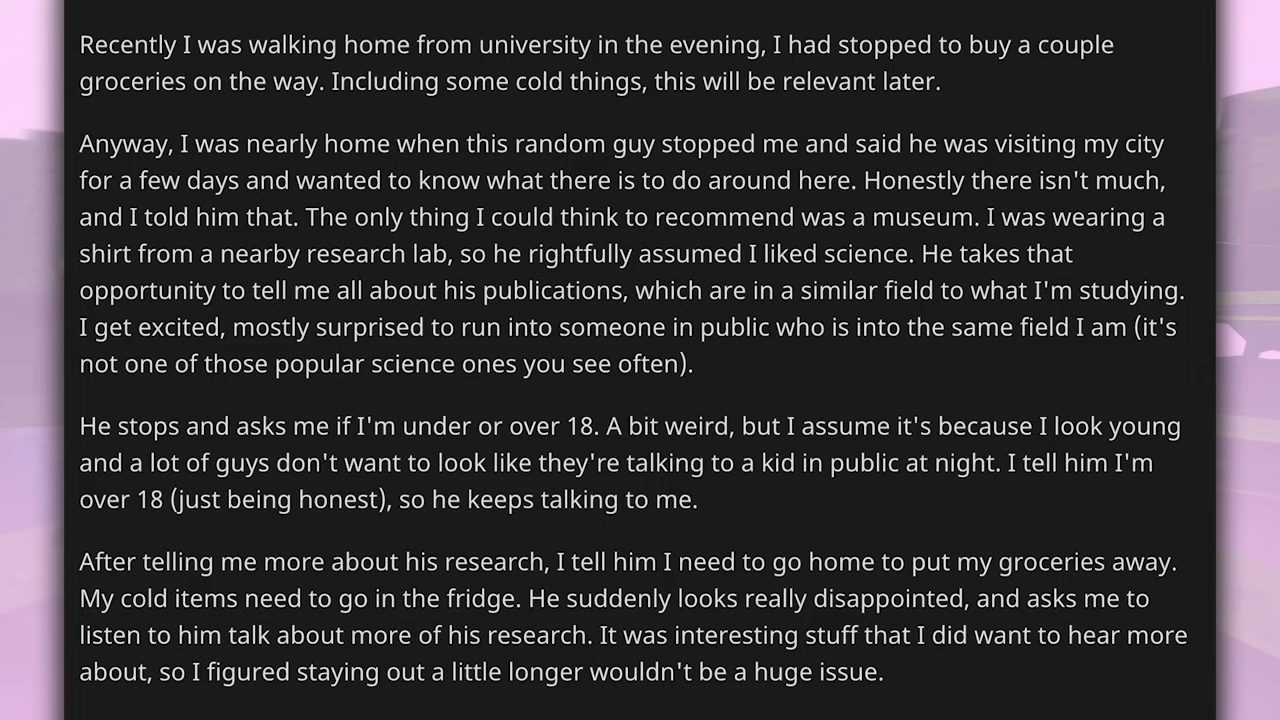 Recently I was walking home from university in the evening, I had stopped to buy a couple
groceries on the way. Including some cold things, this will be relevant later.
Anyway, I was nearly home when this random guy stopped me and said he was visiting my city
for a few days and wanted to know what there is to do around here. Honestly there isn't much,
and I told him that. The only thing I could think to recommend was a museum. I was wearing a
shirt from a nearby research lab, so he rightfully assumed I liked science. He takes that
opportunity to tell me all about his publications, which are in a similar field to what I'm studying.
I get excited, mostly surprised to run into someone in public who is into the same field I am (it's
not one of those popular science ones you see often).
He stops and asks me if I'm under or over 18. A bit weird, but I assume it's because I look young
and a lot of guys don't want to look like they're talking to a kid in public at night. I tell him I'm
over 18 (just being honest), so he keeps talking to me.
After telling me more about his research, I tell him I need to go home to put my groceries away.
My cold items need to go in the fridge. He suddenly looks really disappointed, and asks me to
listen to him talk about more of his research. It was interesting stuff that I did want to hear more
about, so I figured staying out a little longer wouldn't be a huge issue.